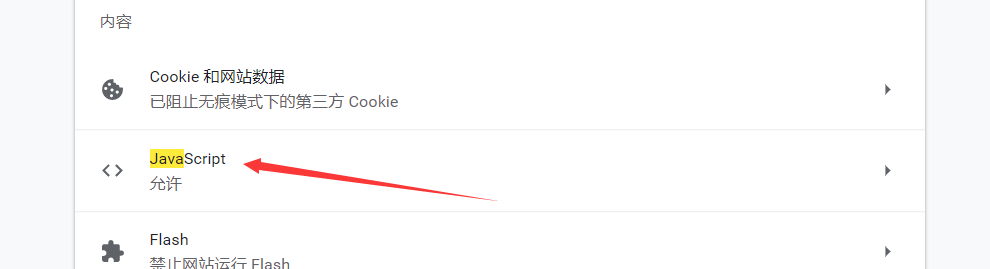 内容
Cookie 和网站数据
已阻止无痕模式下的第三方 Cookie
JavaScript
允许
Flash
禁止网站运行 Flash